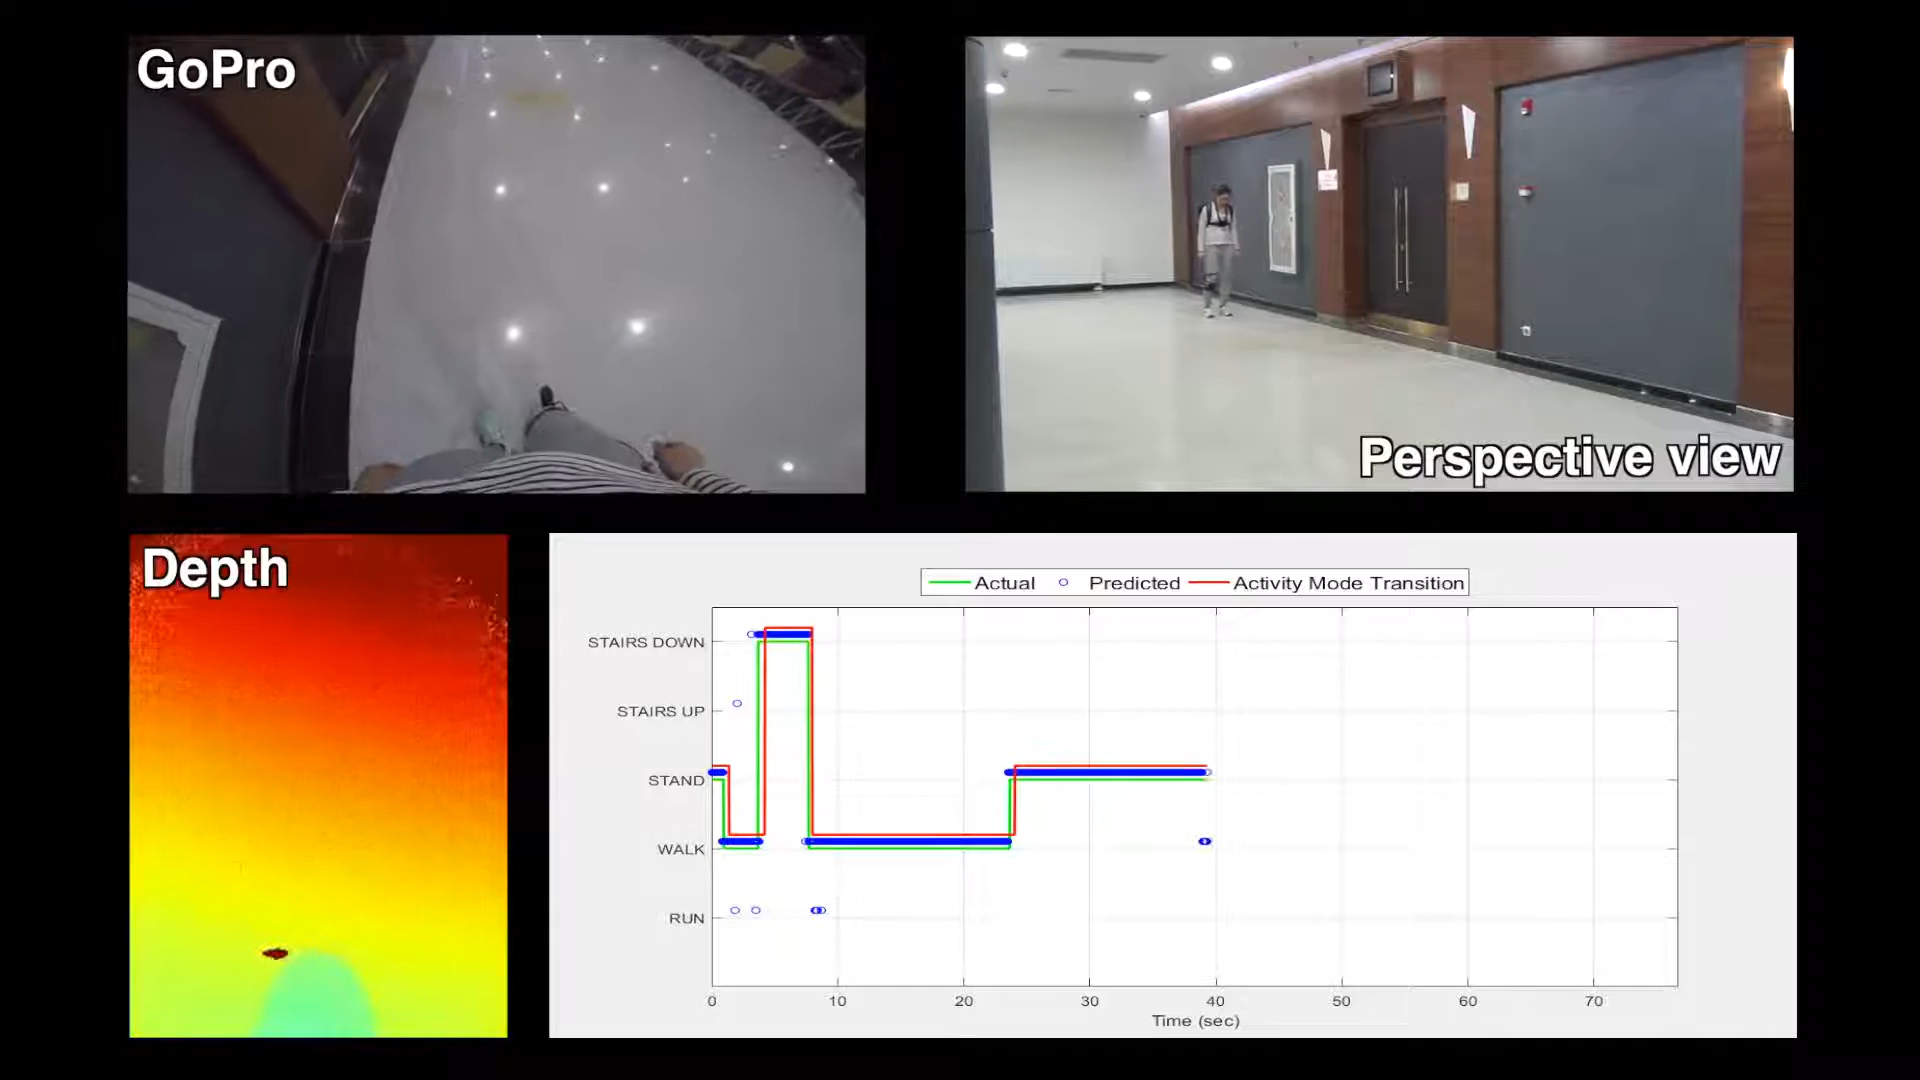 GoPro
Perspective view
Depth
Actual Predicted Activity Mode Transition
STAIRS DOWN
STAIRS UP
STAND
WALK
RUN
0 10 20 30 40 50 60 70
Time (sec)